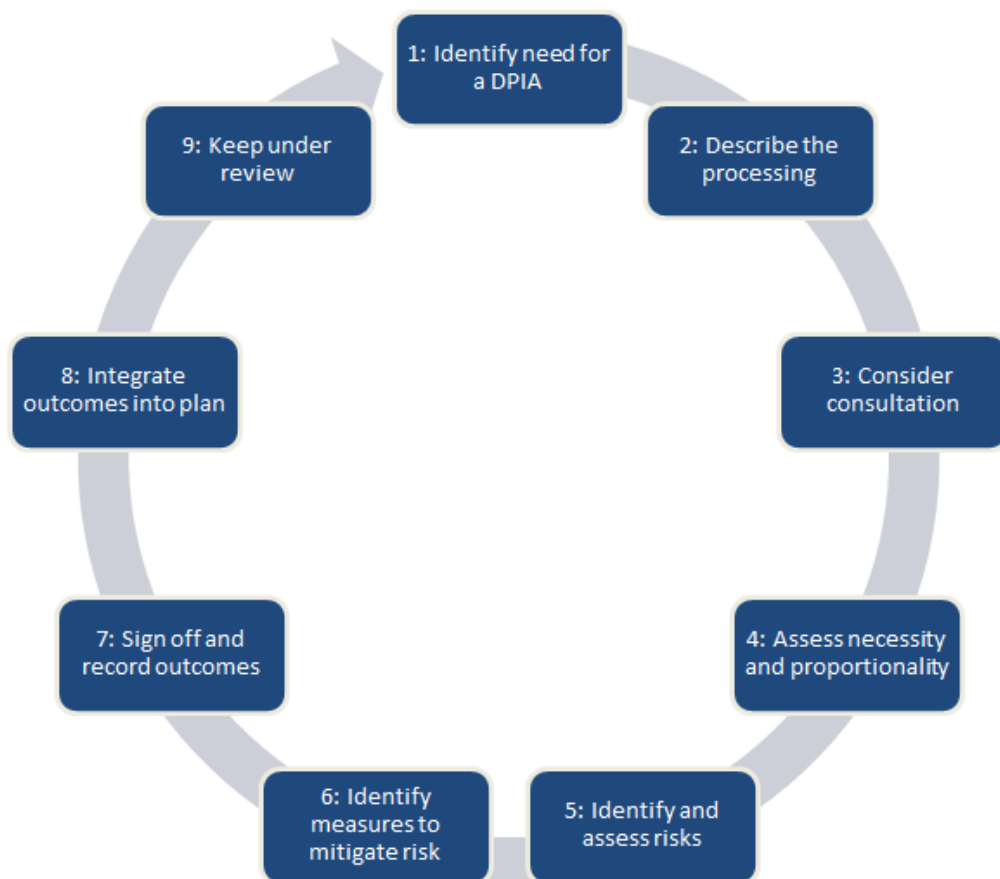 1: Identify need for
a DPIA
2: Describe the
processing
3: Consider
consultation
4: Assess necessity
and proportionality
5: Identify and
assess risks
6: Identify
measures to
mitigate risk
7: Sign off and
record outcomes
8: Integrate
outcomes into plan
9: Keep under
review